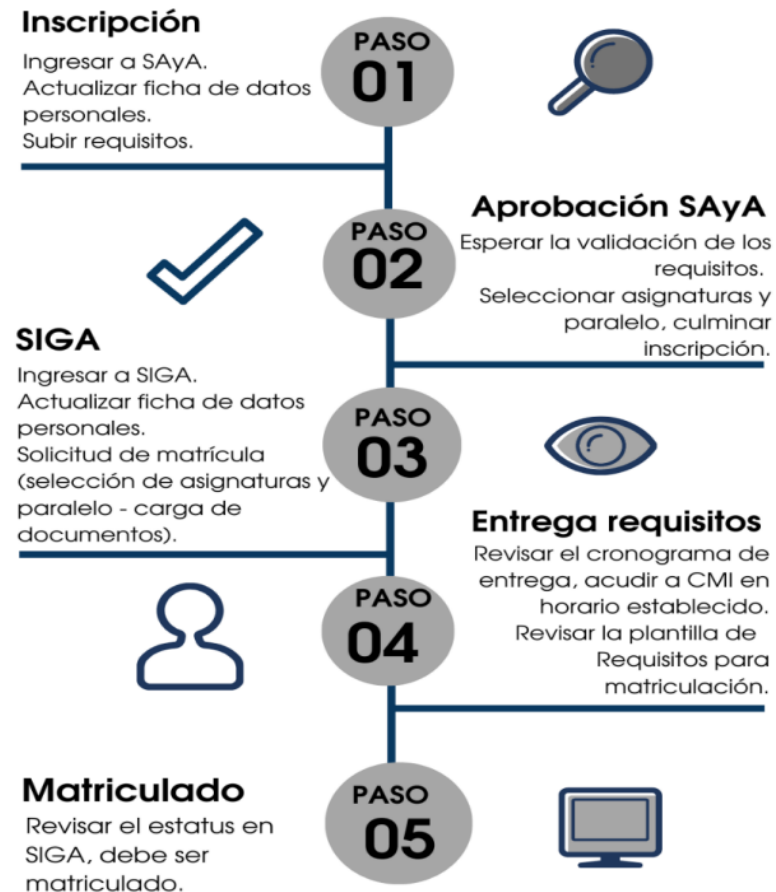 Inscripción
Ingresar a SAyA.
Actualizar ficha de datos
personales.
Subir requisitos.
PASO
01
PASO
02
Aprobación SAyA
Esperar la validación de los
requisitos.
Seleccionar asignaturas y
paralelo, culminar
inscripción.
SIGA
Ingresar a SIGA.
Actualizar ficha de datos
personales.
Solicitud de matrícula
(selección de asignaturas y
paralelo - carga de
documentos).
PASO
03
PASO
04
Entrega requisitos
Revisar el cronograma de
entrega, acudir a CMI en
horario establecido.
Revisar la plantilla de
Requisitos para
matriculación.
Matriculado
Revisar el estatus en
SIGA, debe ser
matriculado.
PASO
05